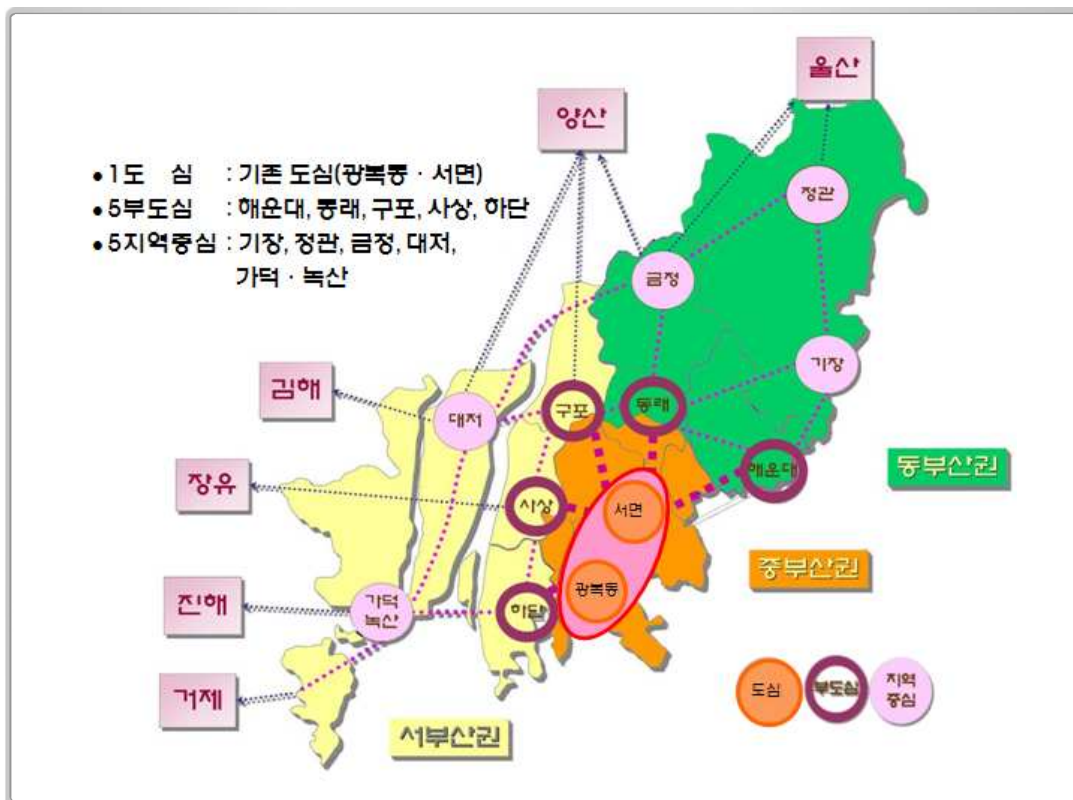 울산
양산
• 1도 심 : 기존 도심(광복동 · 서면)
• 5부도심 : 해운대, 동래, 구포, 사상, 하단
• 5지역중심 : 기장, 정관, 금정, 대저,
가덕 · 녹산
정관
금정
기장
김해
대저
구포
동래
장유
사상
서면
해운대
동부산권
중부산권
진해
가덕
녹산
하단
광복동
거제
서부산권
도심
부도심
지역
중심